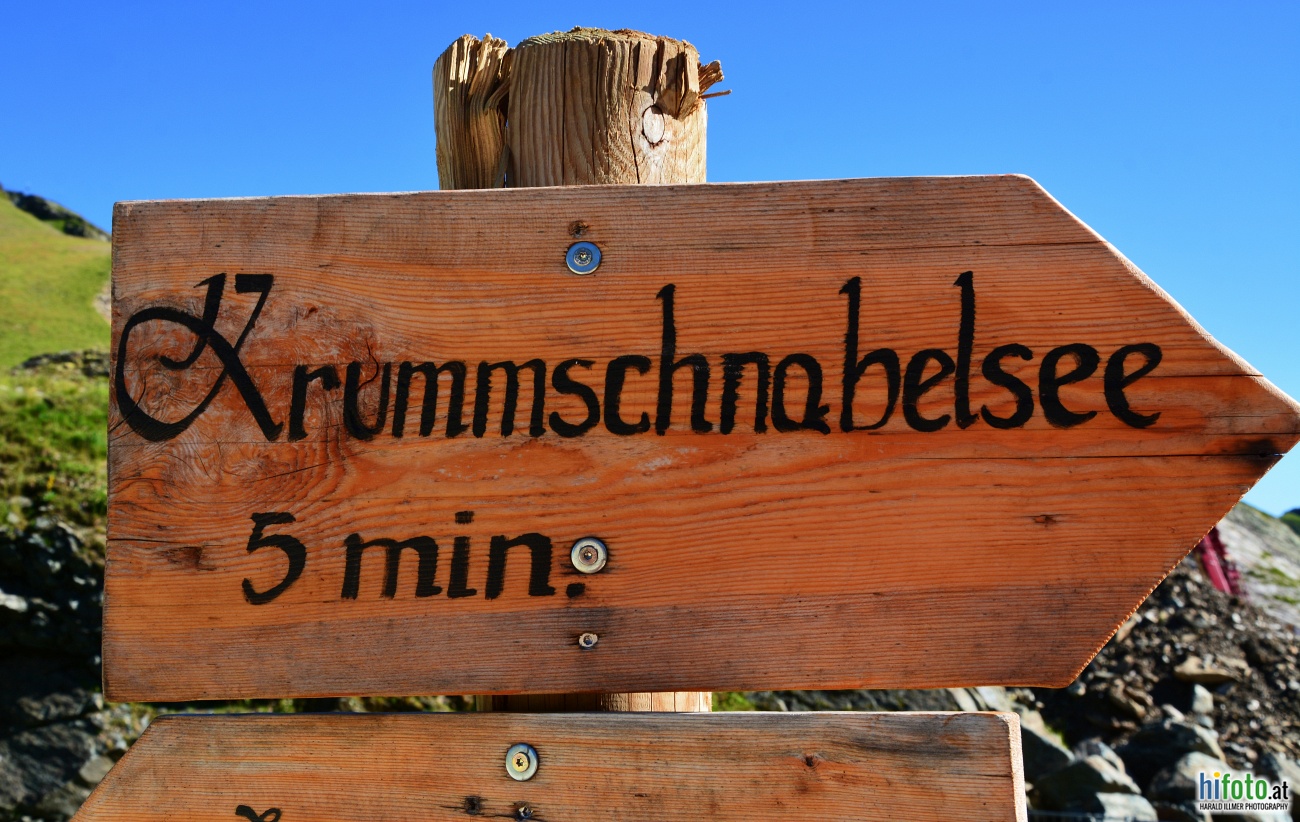 Krummschnabelsee
5 min.
hifoto.at
HARALD ILLMER PHOTOGRAPHY